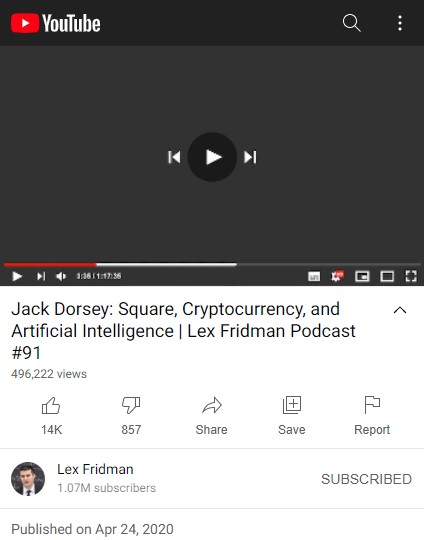 YouTube
3:36 / 1:17:36
Jack Dorsey: Square, Cryptocurrency, and
Artificial Intelligence | Lex Fridman Podcast
#91
496,222 views
14K
857
Share
Save
Report
Lex Fridman
1.07M subscribers
SUBSCRIBED
Published on Apr 24, 2020